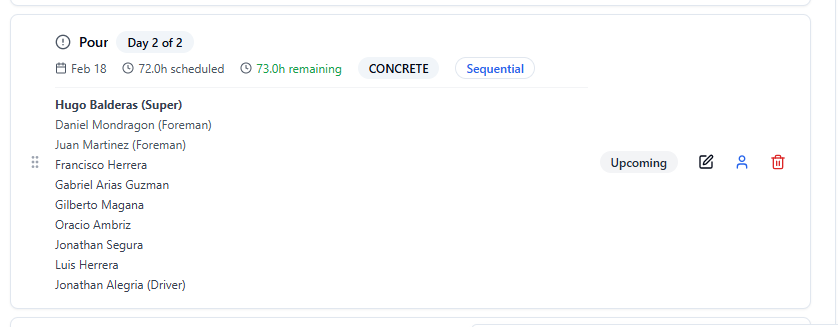 Pour Day 2 of 2
Feb 18 72.0h scheduled 73.0h remaining CONCRETE Sequential
Hugo Balderas (Super)
Daniel Mondragon (Foreman)
Juan Martinez (Foreman)
Francisco Herrera
Gabriel Arias Guzman
Gilberto Magana
Oracio Ambriz
Jonathan Segura
Luis Herrera
Jonathan Alegria (Driver)
Upcoming